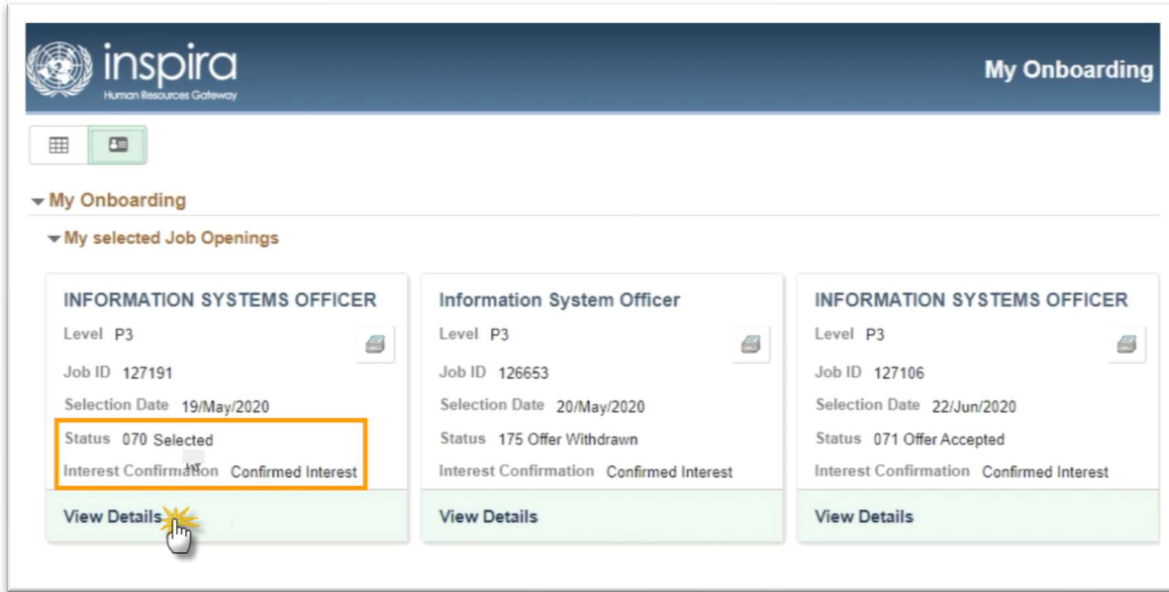 inspira
Human Resources Gateway
My Onboarding
My Onboarding
My selected Job Openings
INFORMATION SYSTEMS OFFICER
Level P3
Job ID 127191
Selection Date 19/May/2020
Status 070 Selected
Interest Confirmation Confirmed Interest
View Details
Information System Officer
Level P3
Job ID 126653
Selection Date 20/May/2020
Status 175 Offer Withdrawn
Interest Confirmation Confirmed Interest
View Details
INFORMATION SYSTEMS OFFICER
Level P3
Job ID 127106
Selection Date 22/Jun/2020
Status 071 Offer Accepted
Interest Confirmation Confirmed Interest
View Details